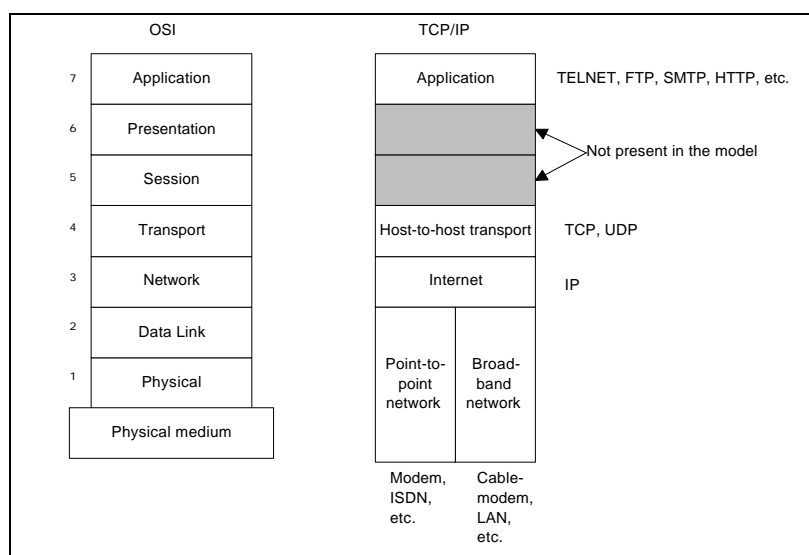 OSI
TCP/IP
7
Application
Application
TELNET, FTP, SMTP, HTTP, etc.
6
Presentation
Not present in the model
5
Session
4
Transport
Host-to-host transport
TCP, UDP
3
Network
Internet
IP
2
Data Link
1
Physical
Point-to-
point
network
Broad-
band
network
Physical medium
Modem,
ISDN,
etc.
Cable-
modem,
LAN,
etc.